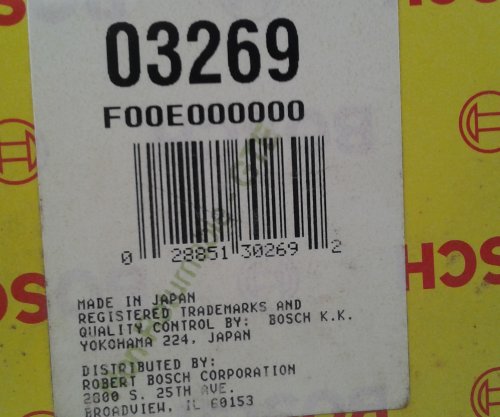 03269
F00E000000
0 28851 30269 2
MADE IN JAPAN
REGISTERED TRADEMARKS AND
QUALITY CONTROL BY: BOSCH K.K.
YOKOHAMA 224, JAPAN
DISTRIBUTED BY:
ROBERT BOSCH CORPORATION
2800 S. 25TH AVE.
BROADVIEW, IL 60153
OSCH